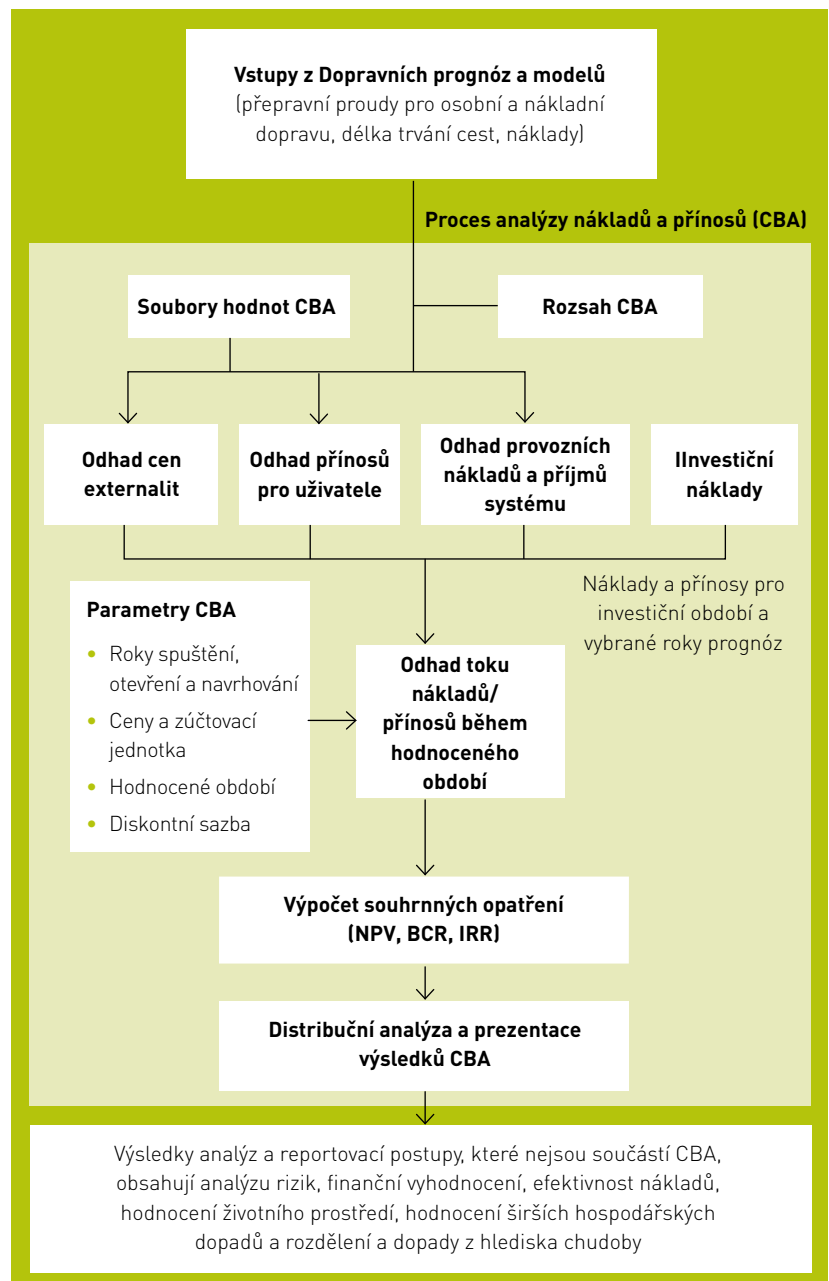 Vstupy z Dopravních prognóz a modelů
(přepravní proudy pro osobní a nákladní
dopravu, délka trvání cest, náklady)
Proces analýzy nákladů a přínosů (CBA)
Soubory hodnot CBA
Rozsah CBA
Odhad cen
externalit
Odhad přínosů
pro uživatele
Odhad provozních
nákladů a příjmů
systému
IInvestiční
náklady
Náklady a přínosy pro
investiční období a
vybrané roky prognóz
Parametry CBA
• Roky spuštění,
otevření a navrhování
• Ceny a zúčtovací
jednotka
• Hodnocené období
• Diskontní sazba
Odhad toku
nákladů/
přínosů během
hodnoceného
období
Výpočet souhrnných opatření
(NPV, BCR, IRR)
Distribuční analýza a prezentace
výsledků CBA
Výsledky analýz a reportovací postupy, které nejsou součástí CBA,
obsahují analýzu rizik, finanční vyhodnocení, efektivnost nákladů,
hodnocení životního prostředí, hodnocení širších hospodářských
dopadů a rozdělení a dopady z hlediska chudoby